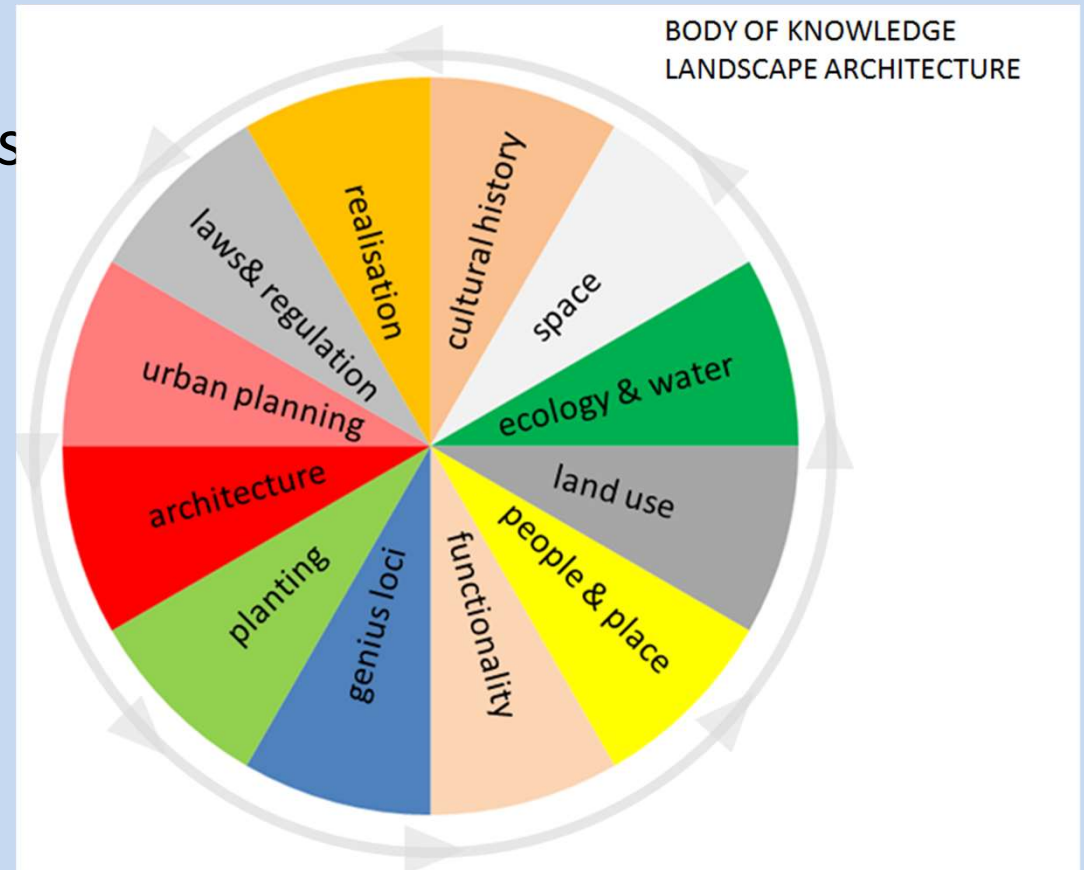 BODY OF KNOWLEDGE
LANDSCAPE ARCHITECTURE
s
cultural history
space
ecology & water
land use
people & place
functionality
genius loci
planting
architecture
urban planning
laws& regulation
realisation